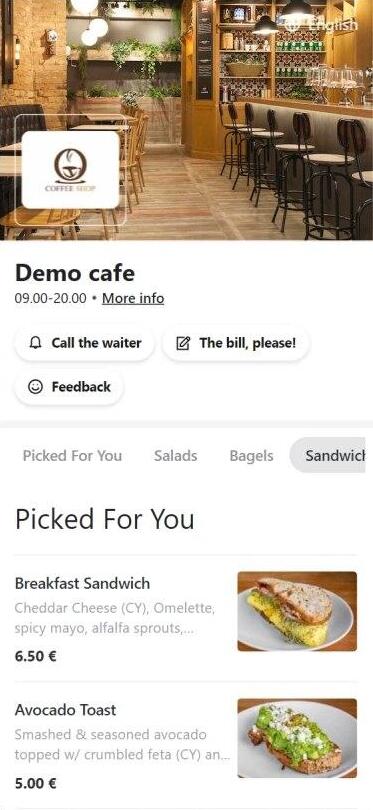 English
COFFEE SHOP
Demo cafe
09.00-20.00 • More info
Call the waiter
The bill, please!
Feedback
Picked For You Salads Bagels Sandwich
Picked For You
Breakfast Sandwich
Cheddar Cheese (CY), Omelette,
spicy mayo, alfalfa sprouts,...
6.50 €
Avocado Toast
Smashed & seasoned avocado
topped w/ crumbled feta (CY) an...
5.00 €